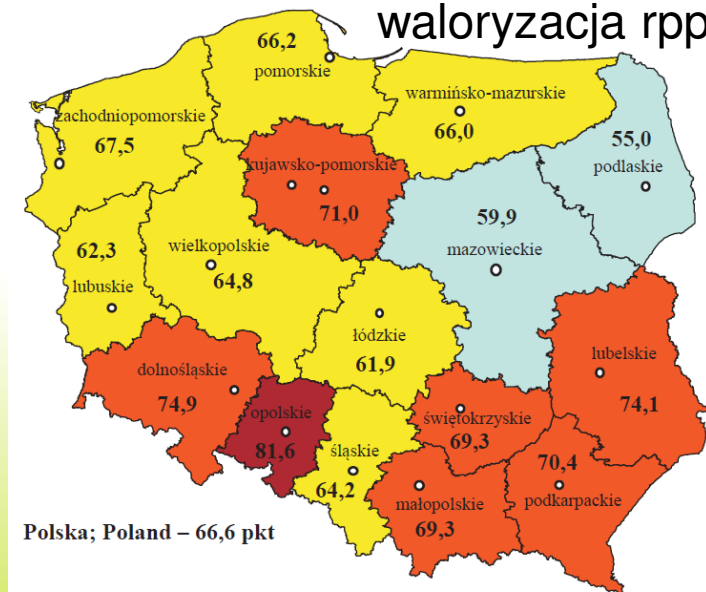 waloryzacja rpp
66,2
pomorskie
warmińsko-mazurskie
66,0
zachodniopomorskie
67,5
55,0
podlaskie
kujawsko-pomorskie
71,0
59,9
mazowieckie
62,3
lubuskie
wielkopolskie
64,8
łódzkie
61,9
lubelskie
74,1
dolnośląskie
74,9
opolskie
81,6
śląskie
64,2
świętokrzyskie
69,3
70,4
podkarpackie
małopolskie
69,3
Polska; Poland – 66,6 pkt